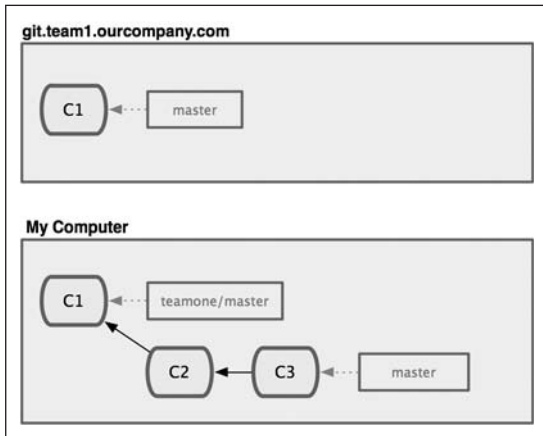 git.team1.ourcompany.com
C1
master
My Computer
C1
teamone/master
C2
C3
master